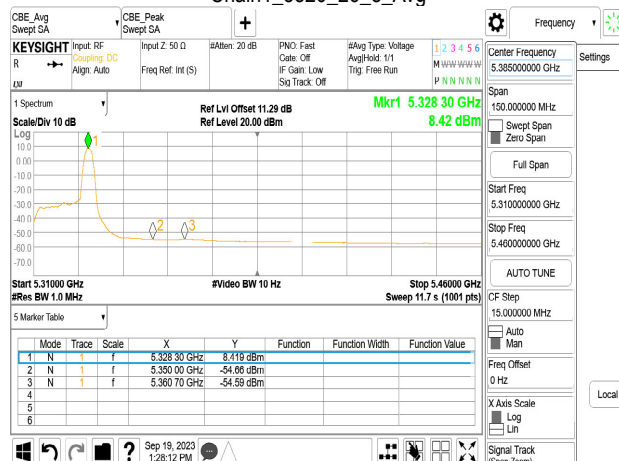 CBE_Avg
Swept SA
CBE_Peak
Swept SA
+
Frequency
KEYSIGHT
R
Input: RF
Coupling: DC
Align: Auto
Input Z: 50 Ω
Freq Ref: Int (S)
#Atten: 20 dB
PNO: Fast
Gate: Off
IF Gain: Low
Sig Track: Off
#Avg Type: Voltage
Avg|Hold: 1/1
Trig: Free Run
1 2 3 4 5 6
M W W W W W
P N N N N N
1 Spectrum
Scale/Div 10 dB
Ref Lvl Offset 11.29 dB
Ref Level 20.00 dBm
Mkr1 5.328 30 GHz
8.42 dBm
Log
10.0
0.00
-10.0
-20.0
-30.0
-40.0
-50.0
-60.0
-70.0
1
2
3
Start 5.31000 GHz
#Res BW 1.0 MHz
#Video BW 10 Hz
Stop 5.46000 GHz
Sweep 11.7 s (1001 pts)
5 Marker Table
Mode Trace Scale X Y Function Function Width Function Value
1 N 1 f 5.328 30 GHz 8.419 dBm
2 N 1 f 5.350 00 GHz -54.66 dBm
3 N 1 f 5.360 70 GHz -54.59 dBm
4
5
6
Sep 19, 2023
1:28:12 PM
?
Center Frequency
5.385000000 GHz
Settings
Span
150.000000 MHz
Swept Span
Zero Span
Full Span
Start Freq
5.310000000 GHz
Stop Freq
5.460000000 GHz
AUTO TUNE
CF Step
15.000000 MHz
Auto
Man
Freq Offset
0 Hz
Local
X Axis Scale
Log
Lin
Signal Track